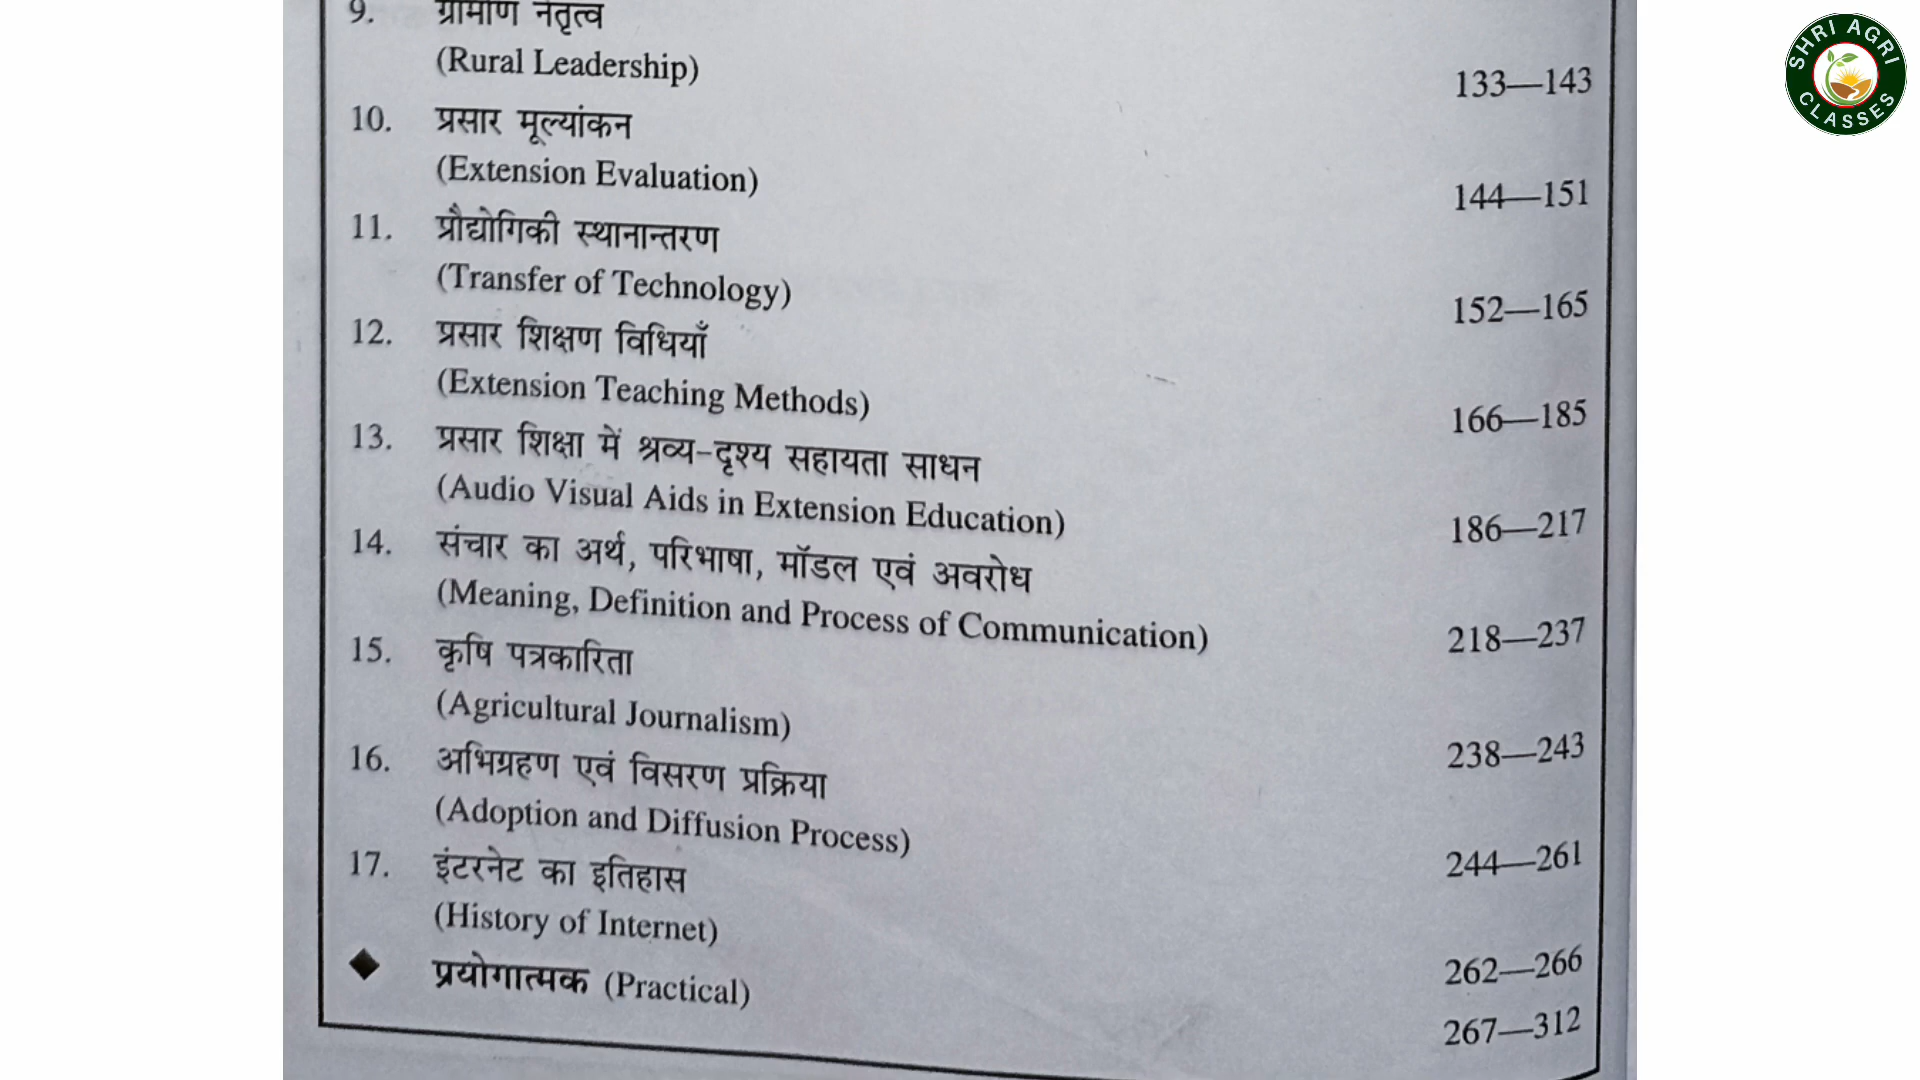 9. ग्रामीण नेतृत्व
(Rural Leadership) 133—143
10. प्रसार मूल्यांकन
(Extension Evaluation) 144—151
11. प्रौद्योगिकी स्थानान्तरण
(Transfer of Technology) 152—165
12. प्रसार शिक्षण विधियाँ
(Extension Teaching Methods) 166—185
13. प्रसार शिक्षा में श्रव्य-दृश्य सहायता साधन
(Audio Visual Aids in Extension Education) 186—217
14. संचार का अर्थ, परिभाषा, मॉडल एवं अवरोध
(Meaning, Definition and Process of Communication) 218—237
15. कृषि पत्रकारिता
(Agricultural Journalism) 238—243
16. अभिग्रहण एवं विसरण प्रक्रिया
(Adoption and Diffusion Process) 244—261
17. इंटरनेट का इतिहास
(History of Internet) 262—266
◆ प्रयोगात्मक (Practical) 267—312
SHRI AGRI
CLASSES